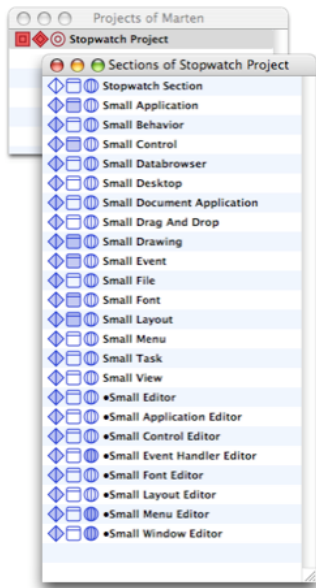 Projects of Marten
Stopwatch Project
Sections of Stopwatch Project
Stopwatch Section
Small Application
Small Behavior
Small Control
Small Databrowser
Small Desktop
Small Document Application
Small Drag And Drop
Small Drawing
Small Event
Small File
Small Font
Small Layout
Small Menu
Small Task
Small View
•Small Editor
•Small Application Editor
•Small Control Editor
•Small Event Handler Editor
•Small Font Editor
•Small Layout Editor
•Small Menu Editor
•Small Window Editor